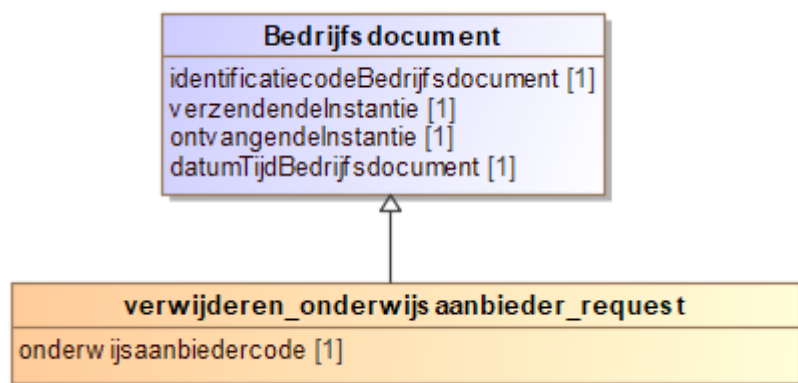 Bedrijfsdocument
identificatiecodeBedrijfsdocument [1]
verzendendeInstantie [1]
ontvangendeInstantie [1]
datumTijdBedrijfsdocument [1]
verwijderen_onderwijsaanbieder_request
onderwijsaanbiedercode [1]